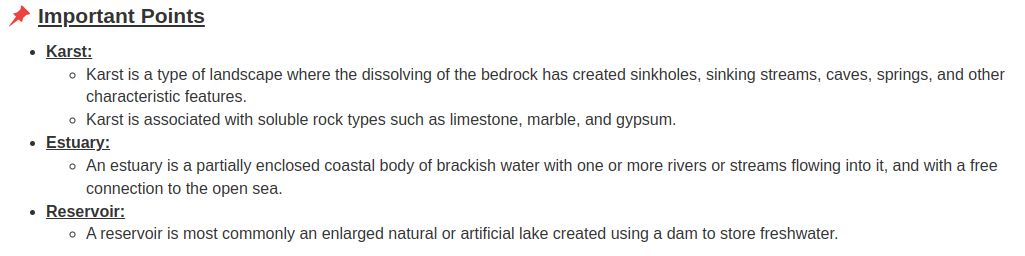 Important Points
Karst:
Karst is a type of landscape where the dissolving of the bedrock has created sinkholes, sinking streams, caves, springs, and other
characteristic features.
Karst is associated with soluble rock types such as limestone, marble, and gypsum.
Estuary:
An estuary is a partially enclosed coastal body of brackish water with one or more rivers or streams flowing into it, and with a free
connection to the open sea.
Reservoir:
A reservoir is most commonly an enlarged natural or artificial lake created using a dam to store freshwater.